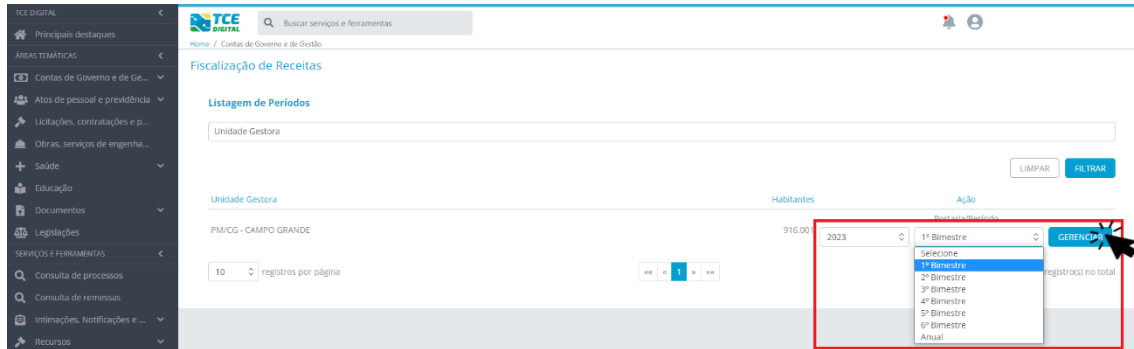 TCE DIGITAL
Principais destaques
ÁREAS TEMÁTICAS
Contas de Governo e de Ge...
Atos de pessoal e previdência
Licitações, contratações e p...
Obras, serviços de engenha...
Saúde
Educação
Documentos
Legislações
SERVIÇOS E FERRAMENTAS
Consulta de processos
Consulta de remessas
Intimações, Notificações e ...
Recursos
TCE
DIGITAL
Buscar serviços e ferramentas
Home / Contas de Governo e de Gestão
Fiscalização de Receitas
Listagem de Períodos
Unidade Gestora
LIMPAR FILTRAR
Unidade Gestora Habitantes Ação
Portaria/Período
PM/CG - CAMPO GRANDE 916.001 2023 1º Bimestre GERENCIAR
Selecione
1º Bimestre
2º Bimestre
3º Bimestre
4º Bimestre
5º Bimestre
6º Bimestre
Anual
10 registros por página «« « 1 » »» registro(s) no total